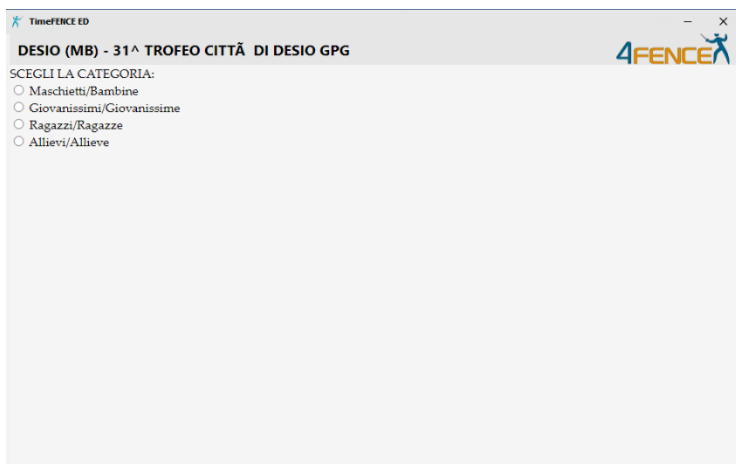 TimeFENCE ED
DESIO (MB) - 31^ TROFEO CITTÃ  DI DESIO GPG
4FENCE
SCEGLI LA CATEGORIA:
Maschietti/Bambine
Giovanissimi/Giovanissime
Ragazzi/Ragazze
Allievi/Allieve